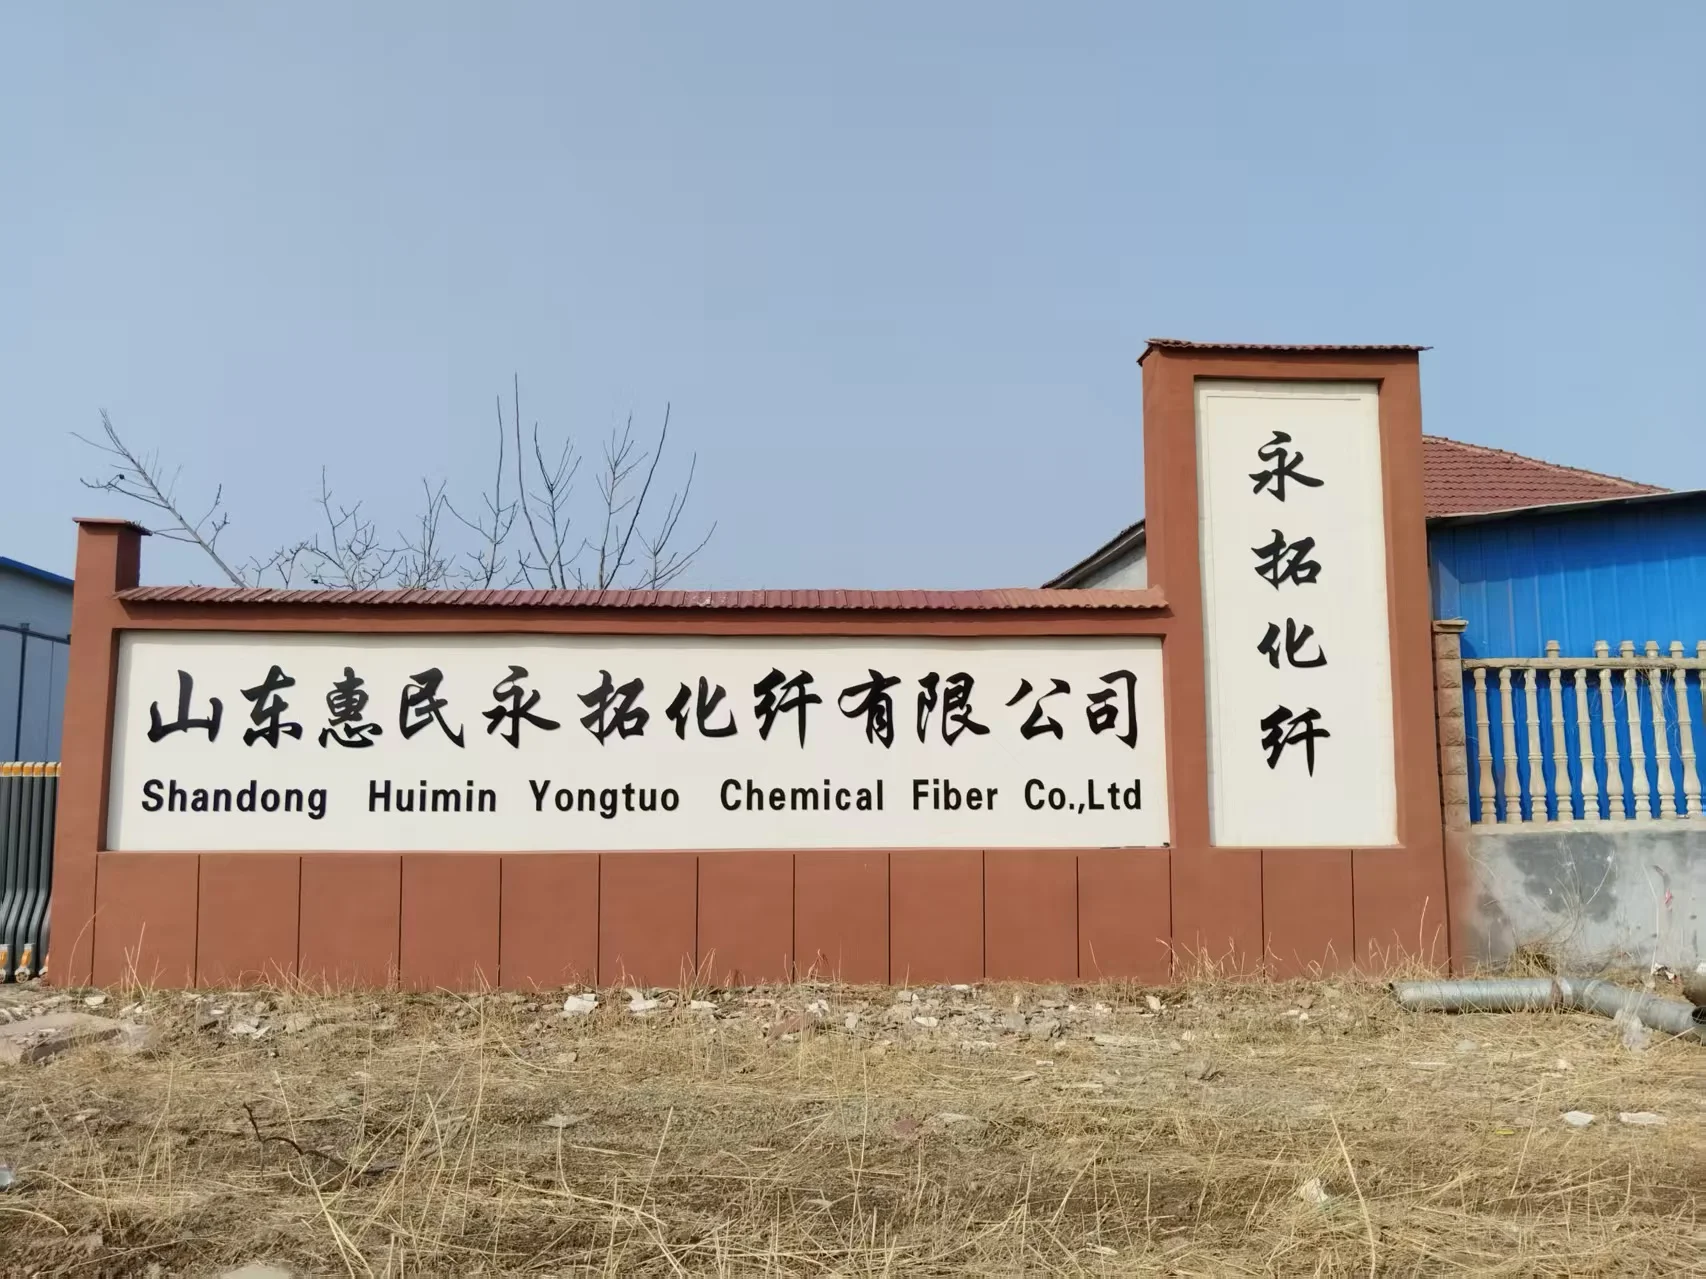 山东惠民永拓化纤有限公司
Shandong Huimin Yongtuo Chemical Fiber Co.,Ltd
永拓化纤